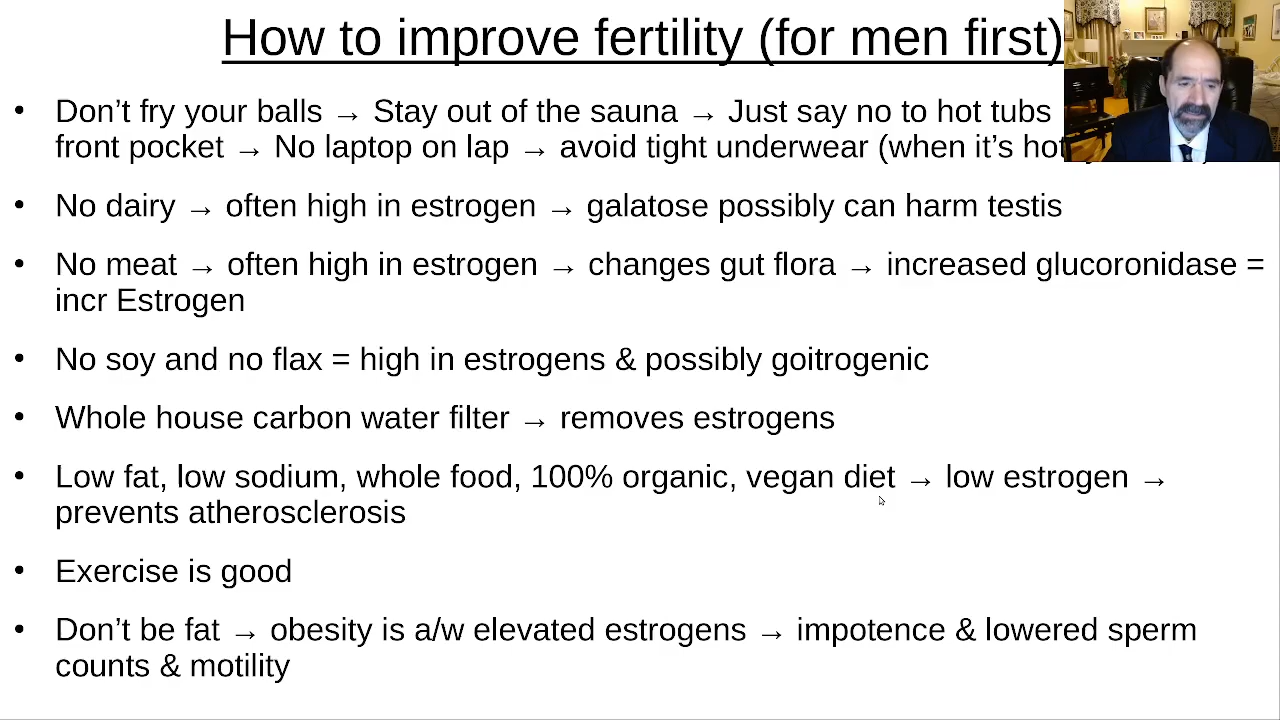 How to improve fertility (for men first)
• Don’t fry your balls → Stay out of the sauna → Just say no to hot tubs
front pocket → No laptop on lap → avoid tight underwear (when it’s hot
• No dairy → often high in estrogen → galatose possibly can harm testis
• No meat → often high in estrogen → changes gut flora → increased glucoronidase =
incr Estrogen
• No soy and no flax = high in estrogens & possibly goitrogenic
• Whole house carbon water filter → removes estrogens
• Low fat, low sodium, whole food, 100% organic, vegan diet → low estrogen →
prevents atherosclerosis
• Exercise is good
• Don’t be fat → obesity is a/w elevated estrogens → impotence & lowered sperm
counts & motility